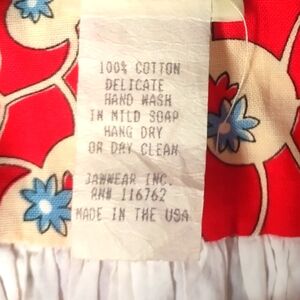 100% COTTON
DELICATE
HAND WASH
IN MILD SOAP
HANG DRY
OR DRY CLEAN
JAWWEAR INC.
RN# 116762
MADE IN THE USA